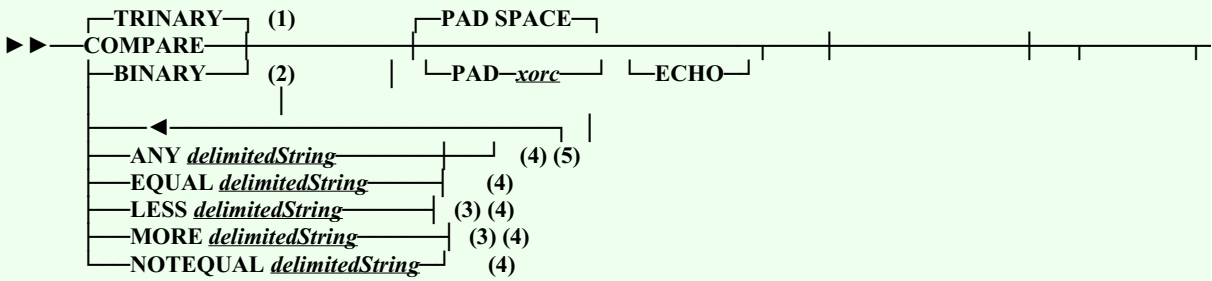 TRINARY (1) PAD SPACE
►►──COMPARE
BINARY (2) PAD xorc ECHO
◄
ANY delimitedString (4) (5)
EQUAL delimitedString (4)
LESS delimitedString (3) (4)
MORE delimitedString (3) (4)
NOTEQUAL delimitedString (4)